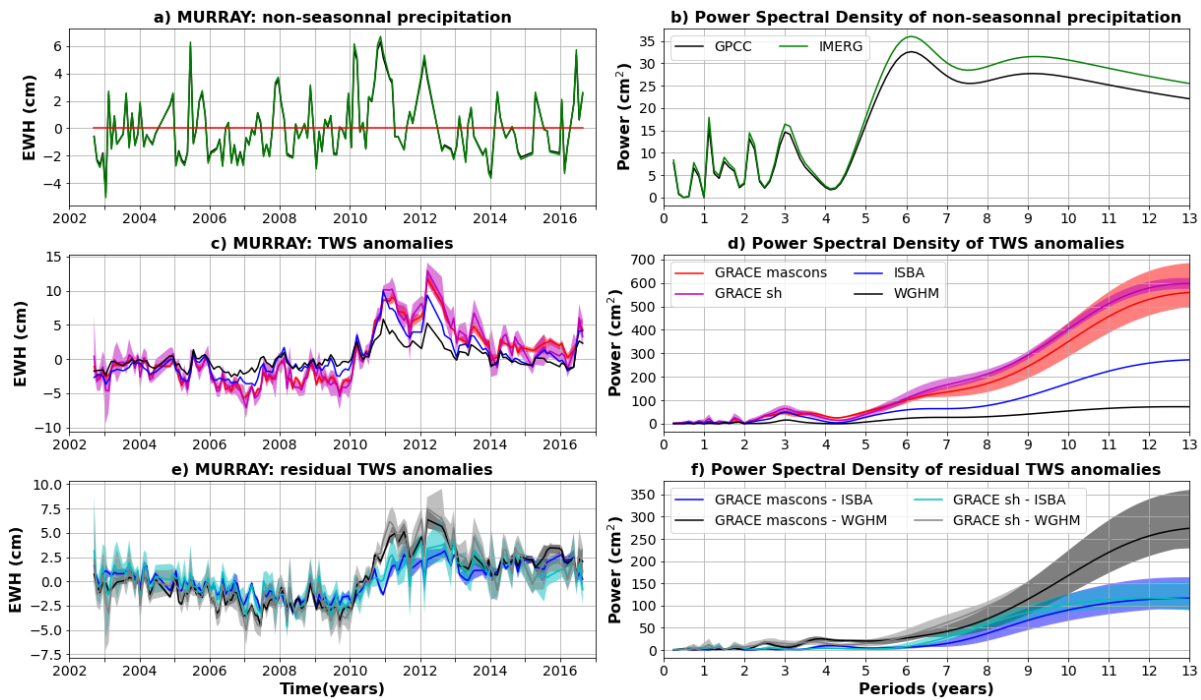 a) MURRAY: non-seasonnal precipitation
EWH (cm)
6
4
2
0
−2
−4
2002 2004 2006 2008 2010 2012 2014 2016
b) Power Spectral Density of non-seasonnal precipitation
GPCC IMERG
Power (cm²)
35
30
25
20
15
10
5
0
0 1 2 3 4 5 6 7 8 9 10 11 12 13
c) MURRAY: TWS anomalies
EWH (cm)
15
10
5
0
−5
−10
2002 2004 2006 2008 2010 2012 2014 2016
d) Power Spectral Density of TWS anomalies
GRACE mascons ISBA
GRACE sh WGHM
Power (cm²)
700
600
500
400
300
200
100
0
0 1 2 3 4 5 6 7 8 9 10 11 12 13
e) MURRAY: residual TWS anomalies
EWH (cm)
10.0
7.5
5.0
2.5
0.0
−2.5
−5.0
−7.5
2002 2004 2006 2008 2010 2012 2014 2016
Time(years)
f) Power Spectral Density of residual TWS anomalies
GRACE mascons - ISBA GRACE sh - ISBA
GRACE mascons - WGHM GRACE sh - WGHM
Power (cm²)
350
300
250
200
150
100
50
0
0 1 2 3 4 5 6 7 8 9 10 11 12 13
Periods (years)